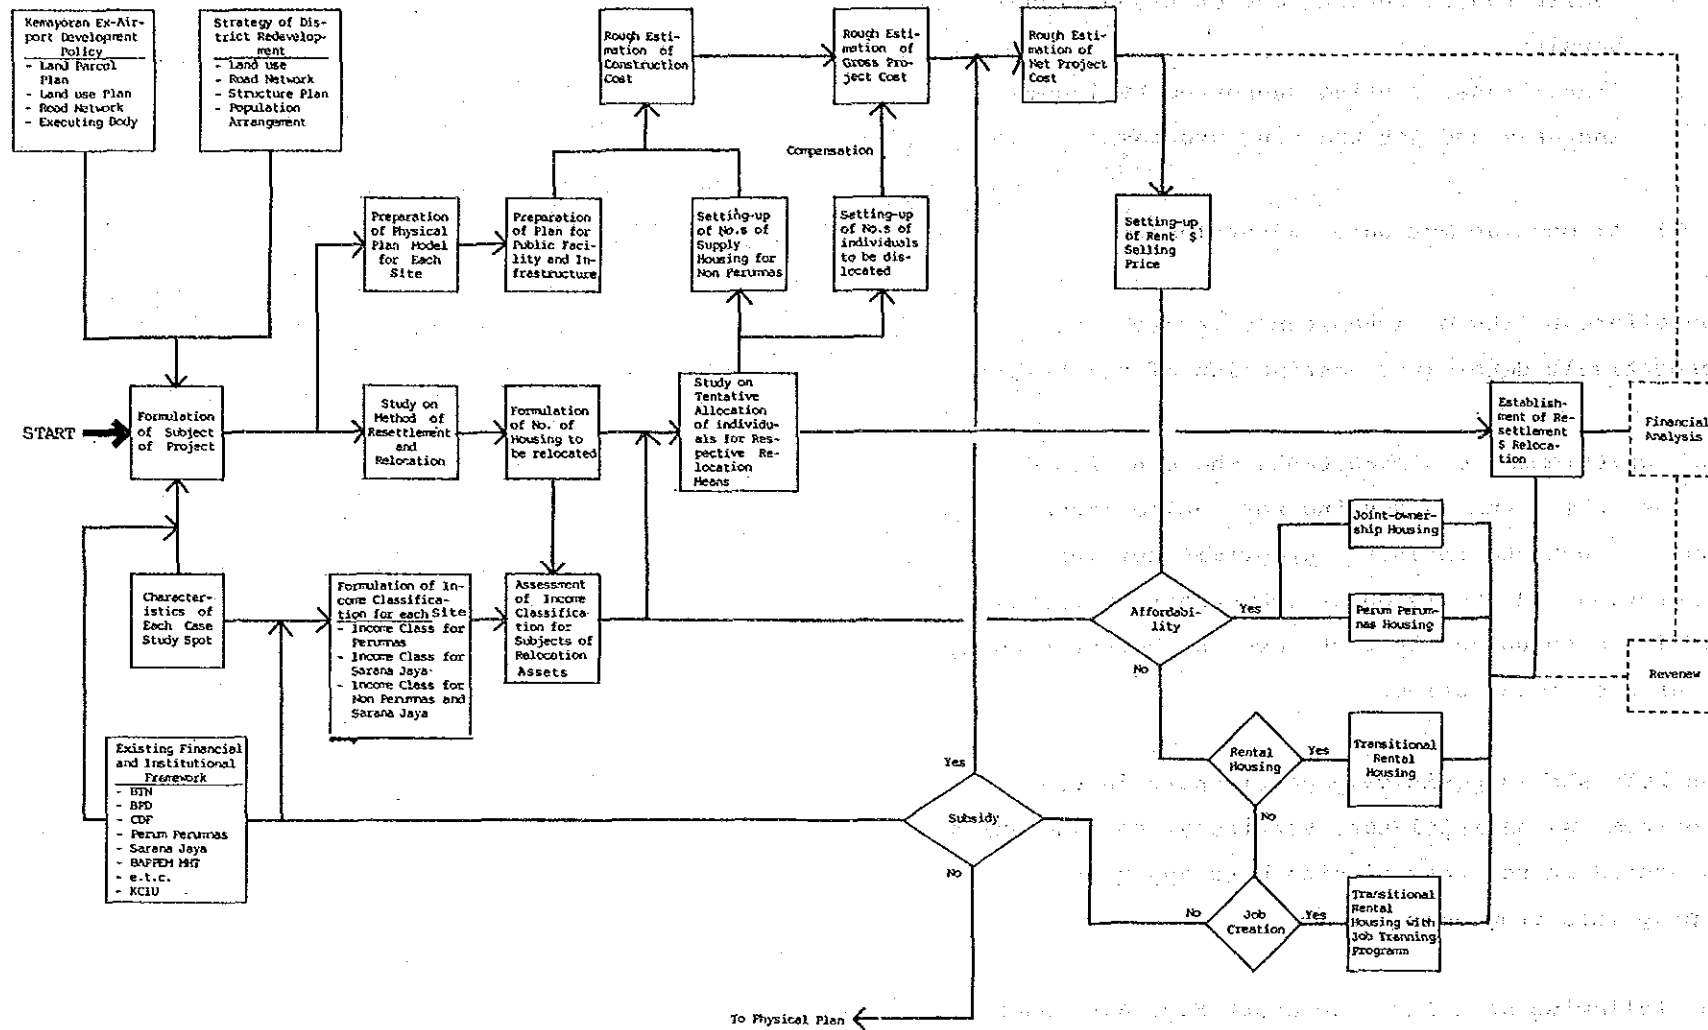 Kemayoran Ex-Air-
port Development
Policy
- Land Parcel
Plan
- Land use Plan
- Road Network
- Executing Body
Strategy of Dis-
trict Redevelop-
ment
- Land use
- Road Network
- Structure Plan
- Population
Arrangement
Rough Esti-
mation of
Construction
Cost
Rough Esti-
mation of
Gross Pro-
ject Cost
Rough Esti-
mation of
Net Project
Cost
Compensation
Preparation
of Physical
Plan Model
for Each
Site
Preparation
of Plan for
Public Faci-
lity and In-
frastructure
Setting-up
of No.s of
Supply
Housing for
Non Perumnas
Setting-up
of No.s of
individuals
to be dis-
located
Setting-up
of Rent $
Selling
Price
START
Formulation
of Subject
of Project
Study on
Method of
Resettlement
and
Relocation
Formulation
of No. of
Housing to
be relocated
Study on
Tentative
Allocation
of individu-
als for Res-
pective Re-
location
Means
Establish-
ment of Re-
settlement
$ Reloca-
tion
Financial
Analysis
Joint-owner-
ship Housing
Character-
istics of
Each Case
Study Spot
Formulation of In-
come Classifica-
tion for each Site
- Income Class for
Perumnas
- Income Class for
Sarana Jaya
- Income Class for
Non Perumnas and
Sarana Jaya
Assessment
of Income
Classifica-
tion for
Subjects of
Relocation
Assets
Affordabi-
lity
Yes
No
Perum Perum-
nas Housing
Revenew
Existing Financial
and Institutional
Framework
- BTN
- BPD
- CDF
- Perum Perumnas
- Sarana Jaya
- BAPPEM MHT
- e.t.c.
- KCIU
Yes
Subsidy
No
Rental
Housing
Yes
No
Transitional
Rental
Housing
No
Job
Creation
Yes
Transitional
Rental
Housing with
Job Tranning
Programm
To Physical Plan